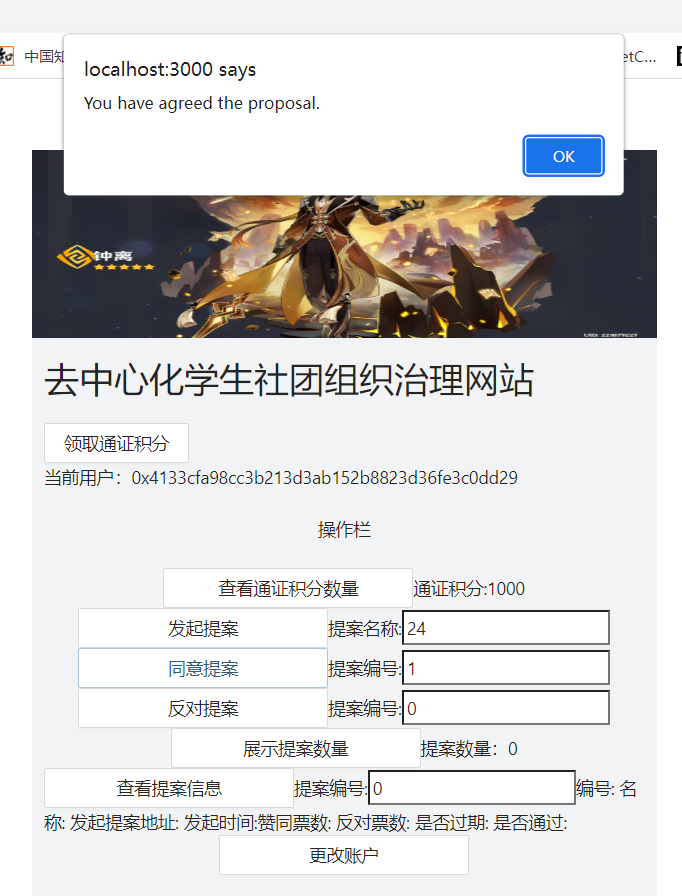 中国知
etC...
localhost:3000 says
You have agreed the proposal.
OK
钟离
去中心化学生社团组织治理网站
领取通证积分
当前用户：0x4133cfa98cc3b213d3ab152b8823d36fe3c0dd29
操作栏
查看通证积分数量 通证积分:1000
发起提案 提案名称: 24
同意提案 提案编号: 1
反对提案 提案编号: 0
展示提案数量 提案数量：0
查看提案信息 提案编号: 0 编号: 名
称: 发起提案地址: 发起时间:赞同票数: 反对票数: 是否过期: 是否通过:
更改账户